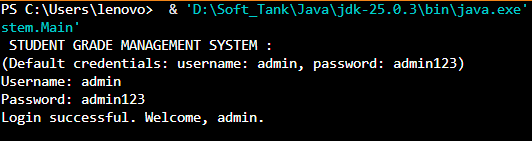 PS C:\Users\lenovo>  & 'D:\Soft_Tank\Java\jdk-25.0.3\bin\java.exe'
stem.Main'
 STUDENT GRADE MANAGEMENT SYSTEM :
(Default credentials: username: admin, password: admin123)
Username: admin
Password: admin123
Login successful. Welcome, admin.